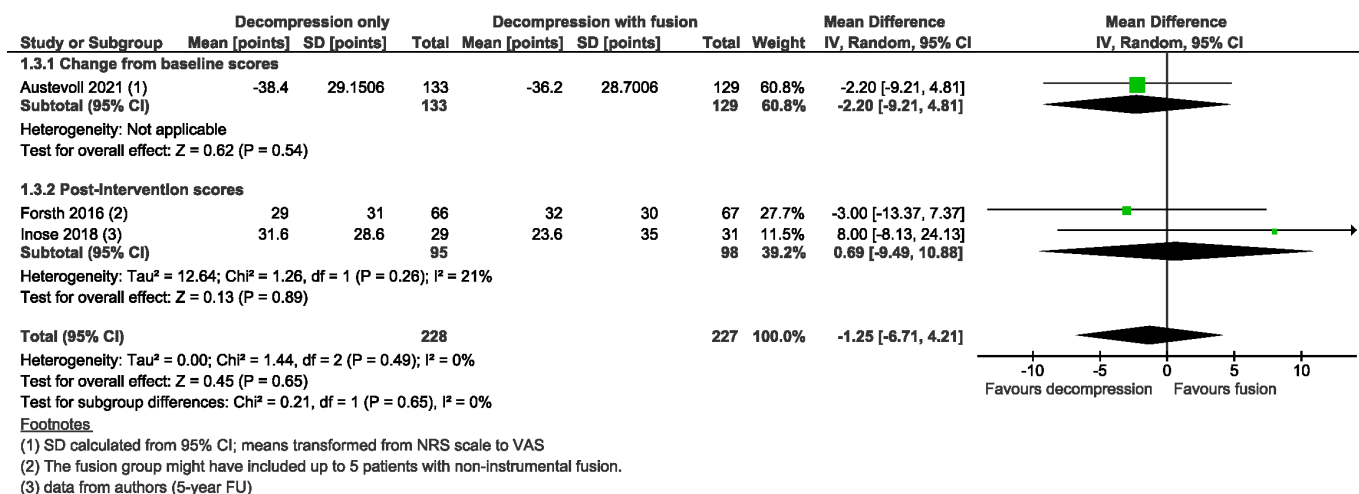 Decompression only Decompression with fusion Mean Difference Mean Difference
Study or Subgroup Mean [points] SD [points] Total Mean [points] SD [points] Total Weight IV, Random, 95% CI IV, Random, 95% CI
1.3.1 Change from baseline scores
Austevoll 2021 (1) -38.4 29.1506 133 -36.2 28.7006 129 60.8% -2.20 [-9.21, 4.81]
Subtotal (95% CI) 133 129 60.8% -2.20 [-9.21, 4.81]
Heterogeneity: Not applicable
Test for overall effect: Z = 0.62 (P = 0.54)
1.3.2 Post-intervention scores
Forsth 2016 (2) 29 31 66 32 30 67 27.7% -3.00 [-13.37, 7.37]
Inose 2018 (3) 31.6 28.6 29 23.6 35 31 11.5% 8.00 [-8.13, 24.13]
Subtotal (95% CI) 95 98 39.2% 0.69 [-9.49, 10.88]
Heterogeneity: Tau² = 12.64; Chi² = 1.26, df = 1 (P = 0.26); I² = 21%
Test for overall effect: Z = 0.13 (P = 0.89)
Total (95% CI) 228 227 100.0% -1.25 [-6.71, 4.21]
Heterogeneity: Tau² = 0.00; Chi² = 1.44, df = 2 (P = 0.49); I² = 0%
Test for overall effect: Z = 0.45 (P = 0.65)
Test for subgroup differences: Chi² = 0.21, df = 1 (P = 0.65), I² = 0%
-10 -5 0 5 10
Favours decompression Favours fusion
Footnotes
(1) SD calculated from 95% CI; means transformed from NRS scale to VAS
(2) The fusion group might have included up to 5 patients with non-instrumental fusion.
(3) data from authors (5-year FU)